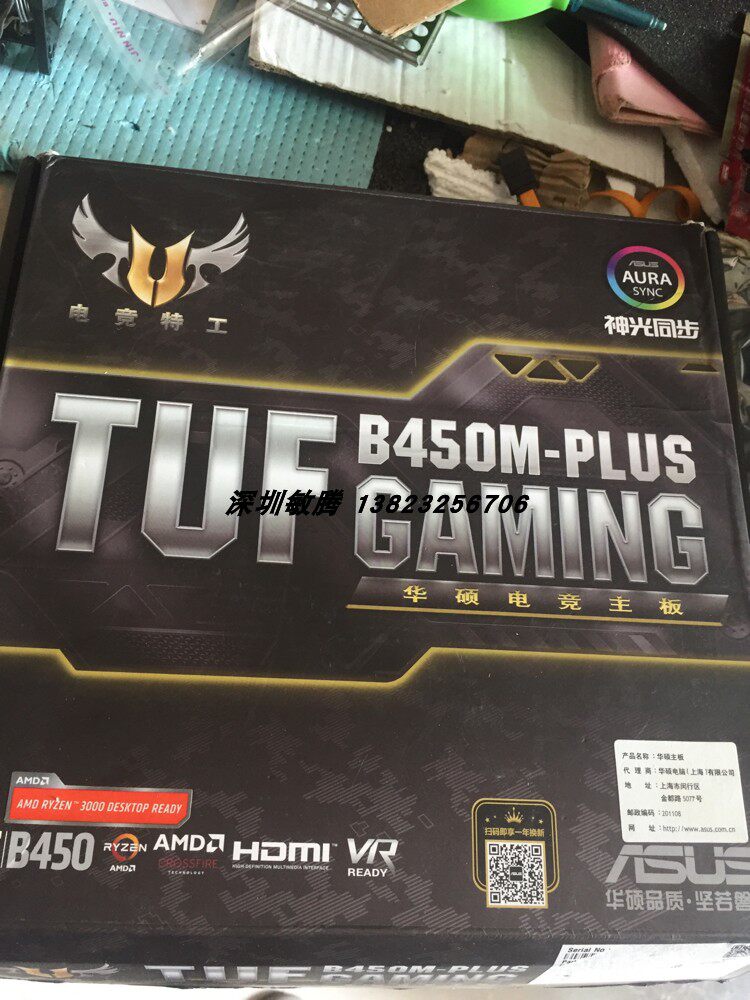 ASUS
AURA
SYNC
神光同步
电竞特工
TUF B450M-PLUS
GAMING
深圳敏腾 13823256706
华硕电竞主板
产品名称：华硕主板
代理商：华硕电脑(上海)有限公司
地址：上海市闵行区
金都路5077号
邮政编码：201108
网址：http://www.asus.com.cn
AMD
AMD RYZEN™ 3000 DESKTOP READY
B450
RYZEN
AMD
AMD
CROSSFIRE
TECHNOLOGY
HDMI
HIGH-DEFINITION MULTIMEDIA INTERFACE
VR
READY
扫码即享一年换新
ASUS
华硕品质·坚若磐
Serial No
TUF B450M-PLUS
GAMING